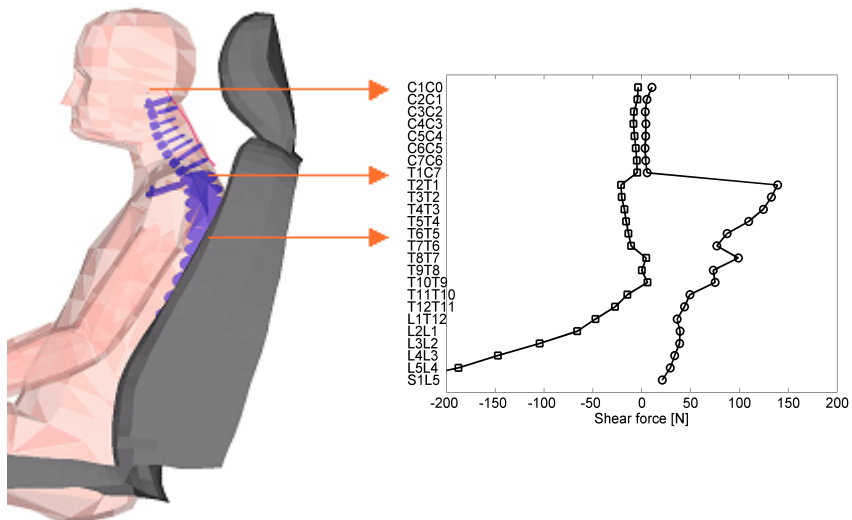 C1C0
C2C1
C3C2
C4C3
C5C4
C6C5
C7C6
T1C7
T2T1
T3T2
T4T3
T5T4
T6T5
T7T6
T8T7
T9T8
T10T9
T11T10
T12T11
L1T12
L2L1
L3L2
L4L3
L5L4
S1L5
-200 -150 -100 -50 0 50 100 150 200
Shear force [N]